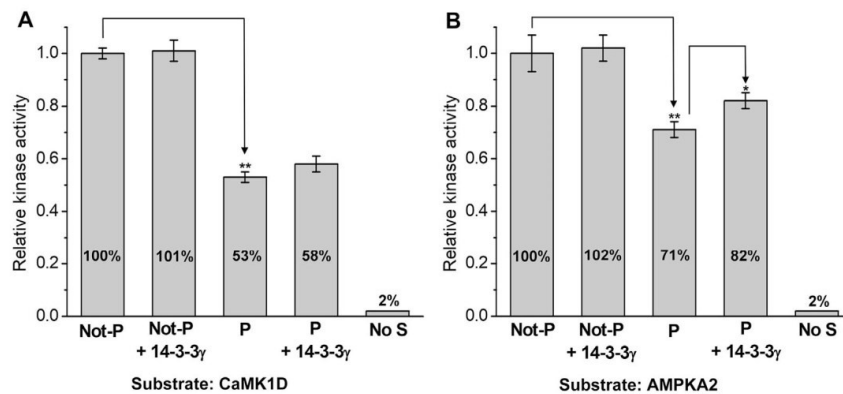 A
Relative kinase activity
1.0
0.8
0.6
0.4
0.2
0.0
**
100%
101%
53%
58%
2%
Not-P
Not-P + 14-3-3γ
P
P + 14-3-3γ
No S
Substrate: CaMK1D
B
Relative kinase activity
1.0
0.8
0.6
0.4
0.2
0.0
**
*
100%
102%
71%
82%
2%
Not-P
Not-P + 14-3-3γ
P
P + 14-3-3γ
No S
Substrate: AMPKA2